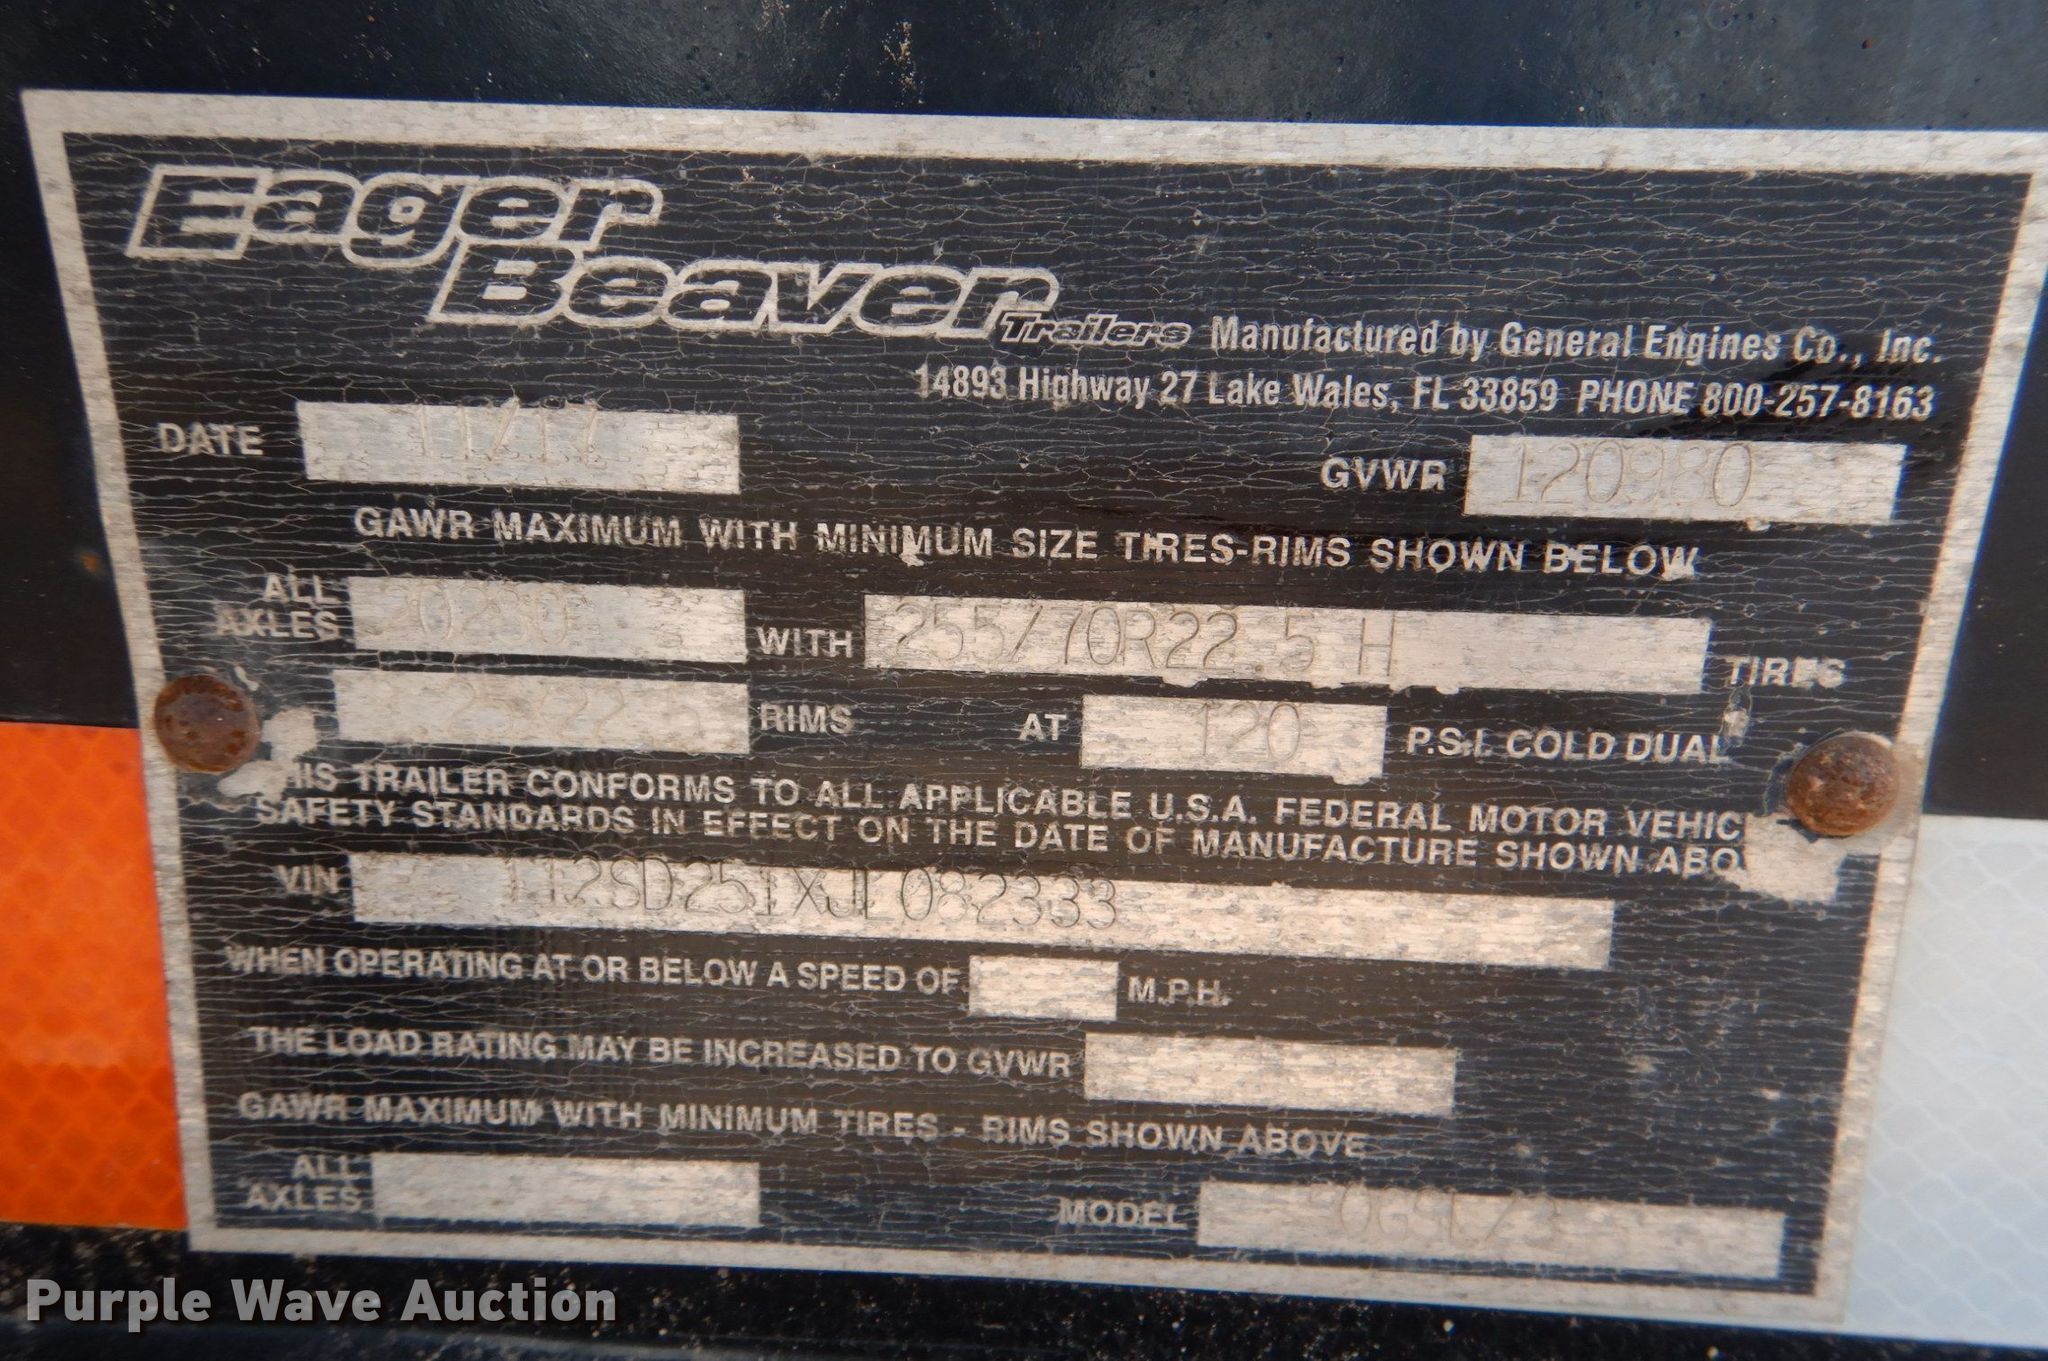 Eager
Beaver
Trailers Manufactured by General Engines Co., Inc.
14893 Highway 27 Lake Wales, FL 33859 PHONE 800-257-8163
DATE 11/17 GVWR 120980
GAWR MAXIMUM WITH MINIMUM SIZE TIRES-RIMS SHOWN BELOW
ALL
AXLES WITH 255/70R22.5 H TIRES
RIMS AT 120 P.S.I. COLD DUAL
THIS TRAILER CONFORMS TO ALL APPLICABLE U.S.A. FEDERAL MOTOR VEHIC
SAFETY STANDARDS IN EFFECT ON THE DATE OF MANUFACTURE SHOWN ABO
VIN 112SD251XJL082333
WHEN OPERATING AT OR BELOW A SPEED OF M.P.H.
THE LOAD RATING MAY BE INCREASED TO GVWR
GAWR MAXIMUM WITH MINIMUM TIRES - RIMS SHOWN ABOVE
ALL
AXLES MODEL
Purple Wave Auction